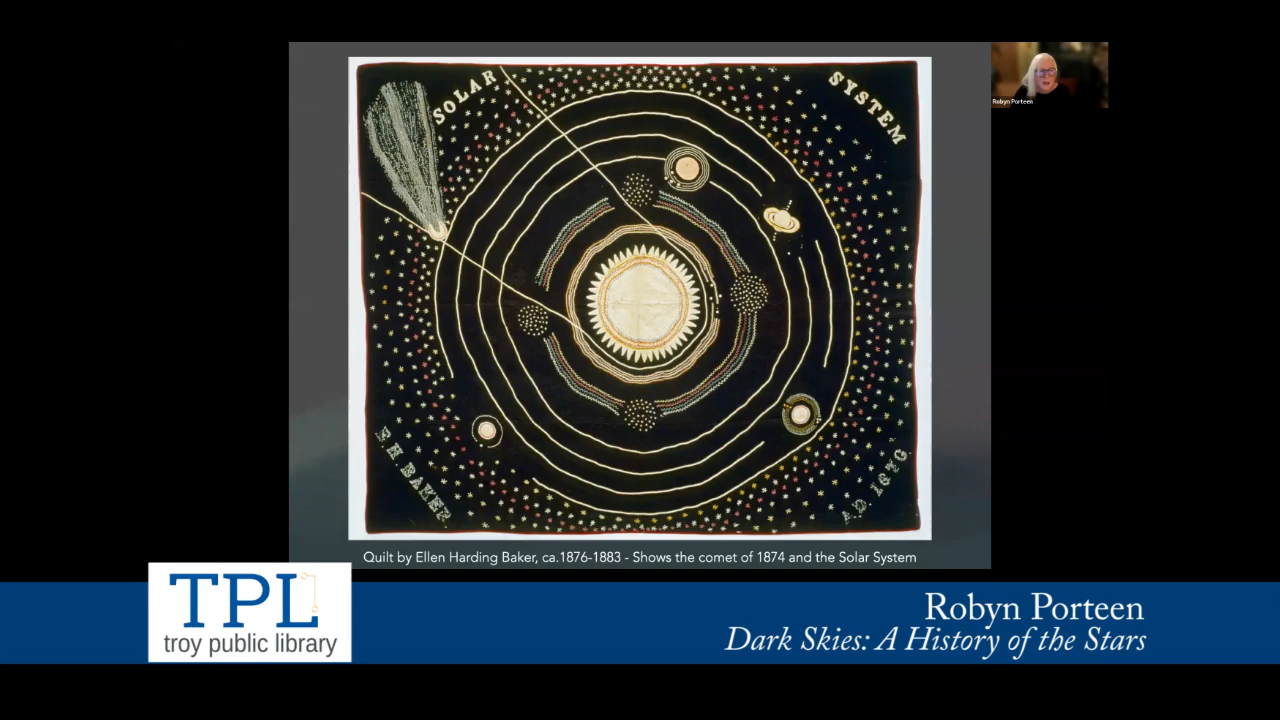 SOLAR
SYSTEM
E. H. BAKER
A.D. 1876
Robyn Porteen
Quilt by Ellen Harding Baker, ca.1876-1883 - Shows the comet of 1874 and the Solar System
TPL
troy public library
Robyn Porteen
Dark Skies: A History of the Stars